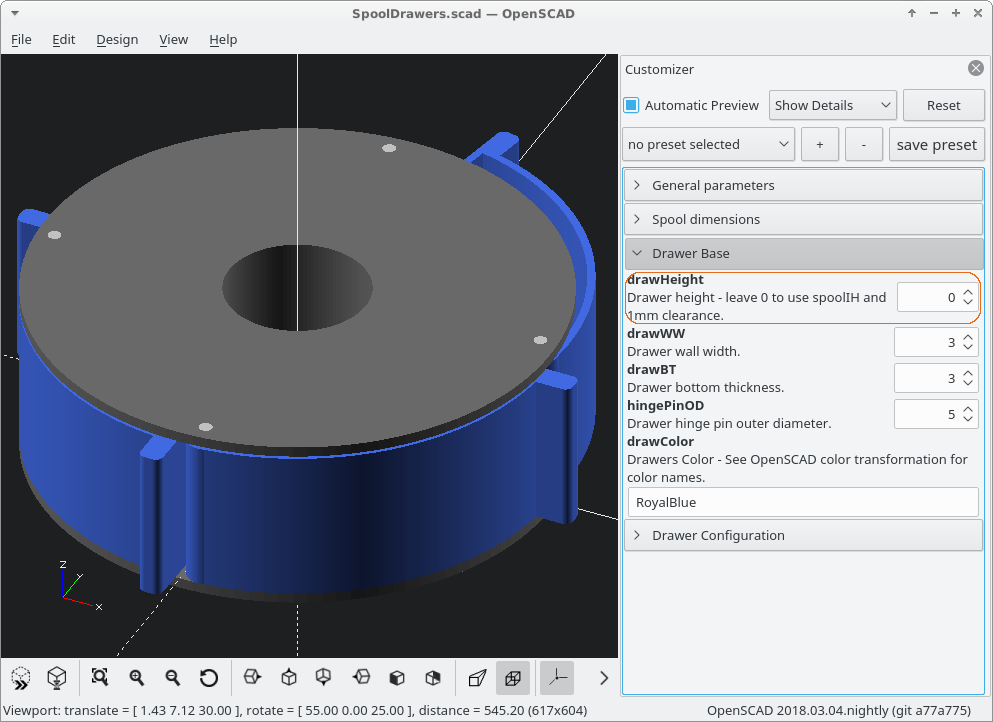 SpoolDrawers.scad — OpenSCAD
File Edit Design View Help
Customizer
Automatic Preview Show Details Reset
no preset selected + - save preset
General parameters
Spool dimensions
Drawer Base
drawHeight
Drawer height - leave 0 to use spoolIH and
1mm clearance.
0
drawWW
Drawer wall width.
3
drawBT
Drawer bottom thickness.
3
hingePinOD
Drawer hinge pin outer diameter.
5
drawColor
Drawers Color - See OpenSCAD color transformation for
color names.
RoyalBlue
Drawer Configuration
z
y
x
Viewport: translate = [ 1.43 7.12 30.00 ], rotate = [ 55.00 0.00 25.00 ], distance = 545.20 (617x604)
OpenSCAD 2018.03.04.nightly (git a77a775)